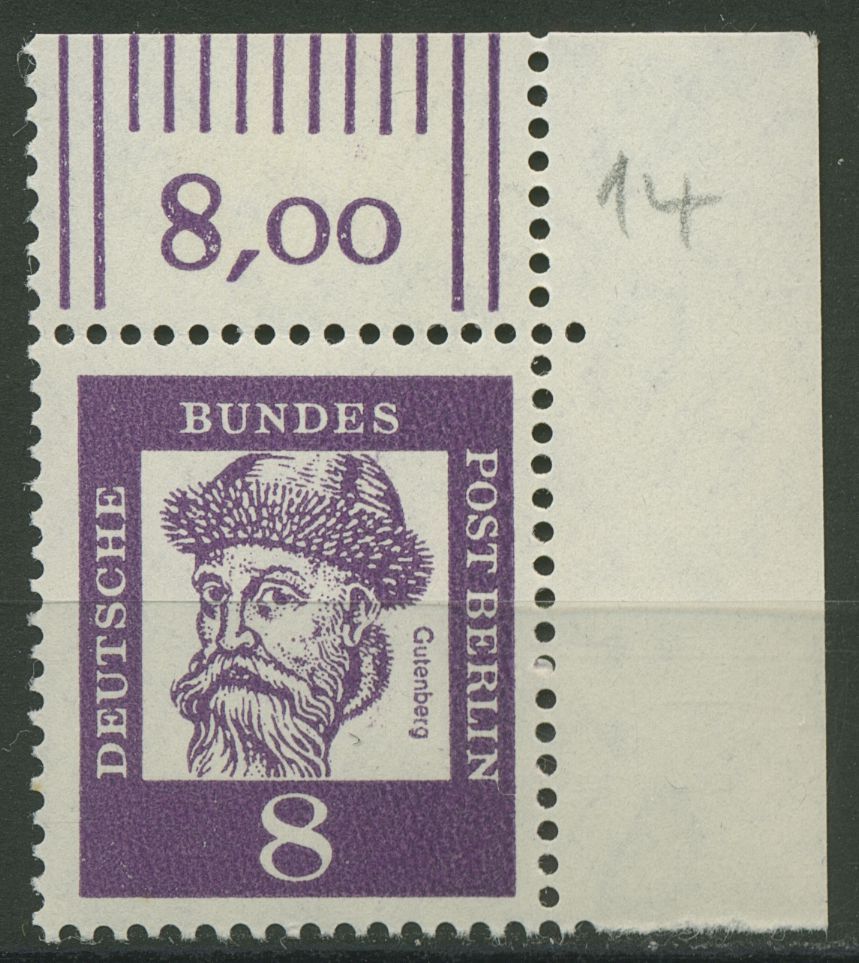 8,00
14
BUNDES
DEUTSCHE
POST BERLIN
Gutenberg
8